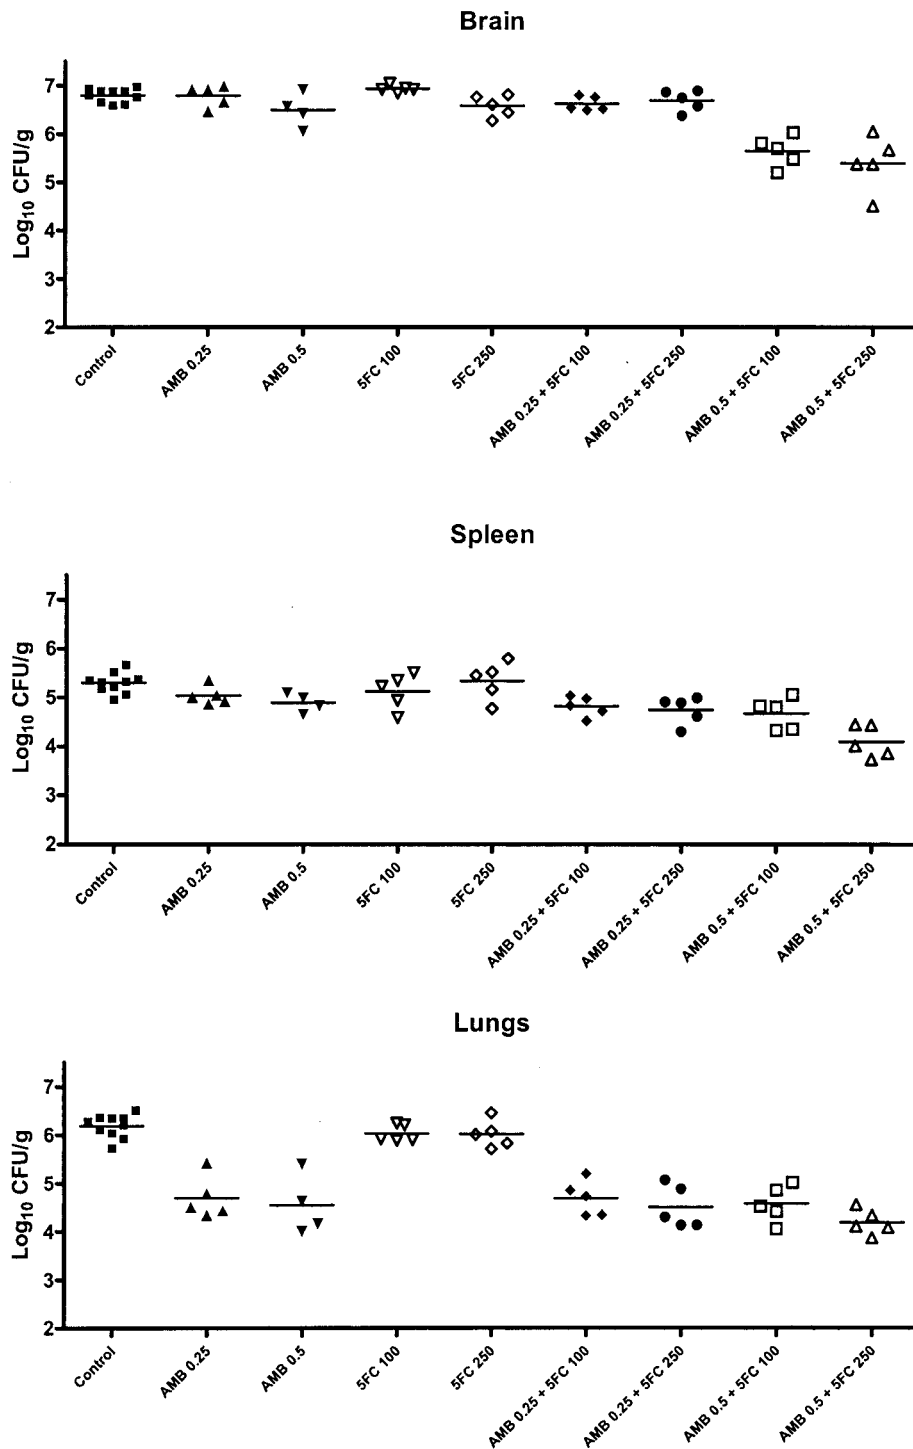 Brain
Log10 CFU/g
7
6
5
4
3
2
Control
AMB 0.25
AMB 0.5
5FC 100
5FC 250
AMB 0.25 + 5FC 100
AMB 0.25 + 5FC 250
AMB 0.5 + 5FC 100
AMB 0.5 + 5FC 250
Spleen
Log10 CFU/g
7
6
5
4
3
2
Control
AMB 0.25
AMB 0.5
5FC 100
5FC 250
AMB 0.25 + 5FC 100
AMB 0.25 + 5FC 250
AMB 0.5 + 5FC 100
AMB 0.5 + 5FC 250
Lungs
Log10 CFU/g
7
6
5
4
3
2
Control
AMB 0.25
AMB 0.5
5FC 100
5FC 250
AMB 0.25 + 5FC 100
AMB 0.25 + 5FC 250
AMB 0.5 + 5FC 100
AMB 0.5 + 5FC 250